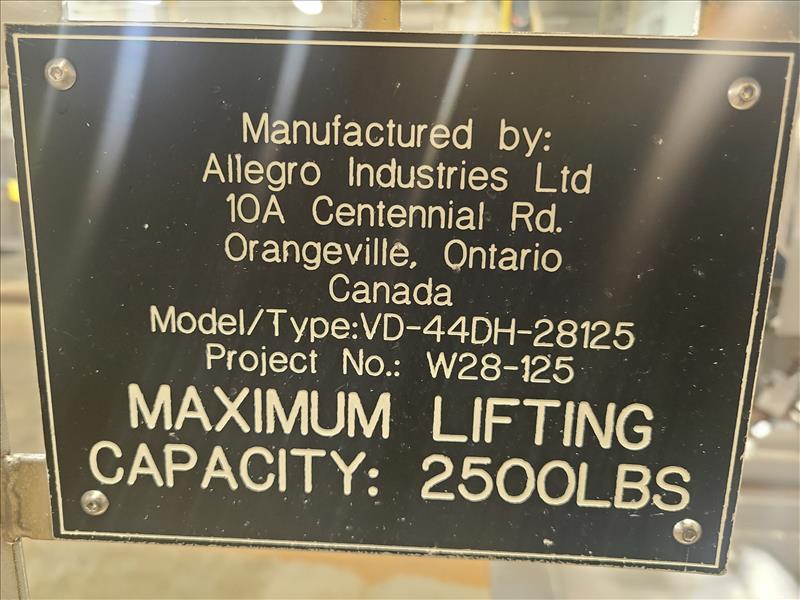 Manufactured by:
Allegro Industries Ltd
10A Centennial Rd.
Orangeville, Ontario
Canada
Model/Type:VD-44DH-28125
Project No.: W28-125
MAXIMUM LIFTING
CAPACITY: 2500LBS